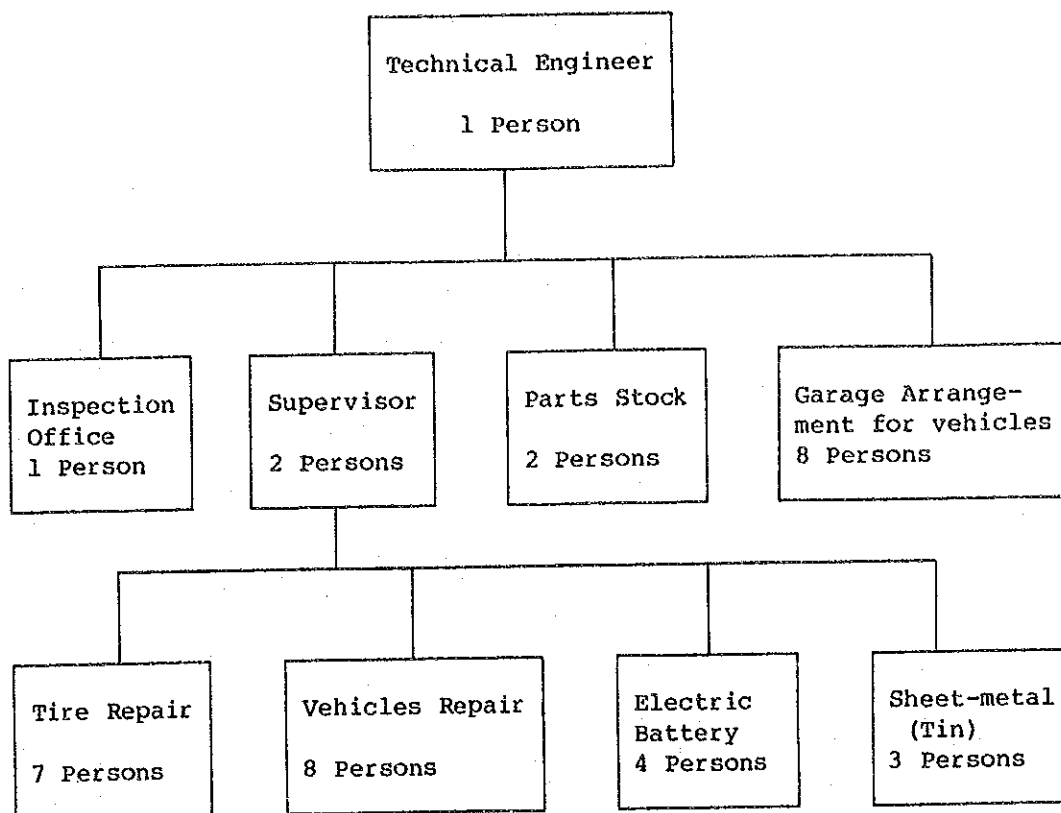 Technical Engineer
1 Person
Inspection
Office
1 Person
Supervisor
2 Persons
Parts Stock
2 Persons
Garage Arrange-
ment for vehicles
8 Persons
Tire Repair
7 Persons
Vehicles Repair
8 Persons
Electric
Battery
4 Persons
Sheet-metal
(Tin)
3 Persons